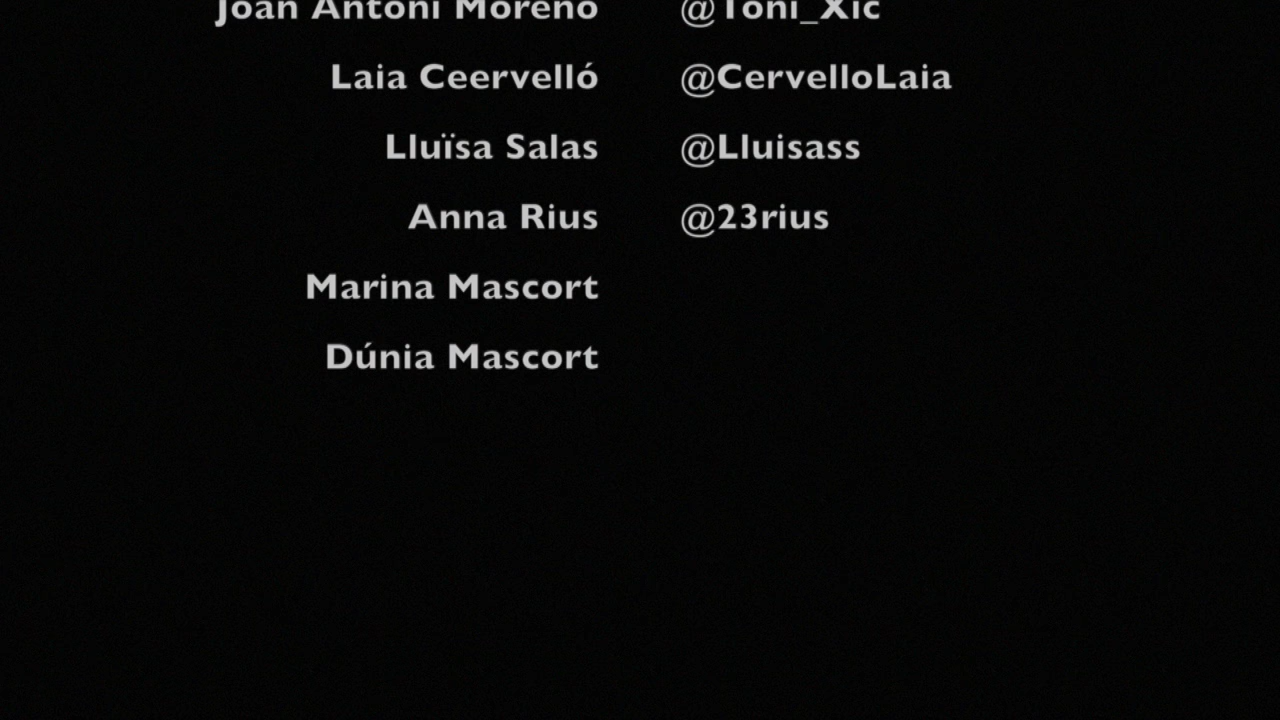 Joan Antoni Moreno @Toni_Xic
Laia Ceervelló @CervelloLaia
Lluïsa Salas @Lluisass
Anna Rius @23rius
Marina Mascort
Dúnia Mascort